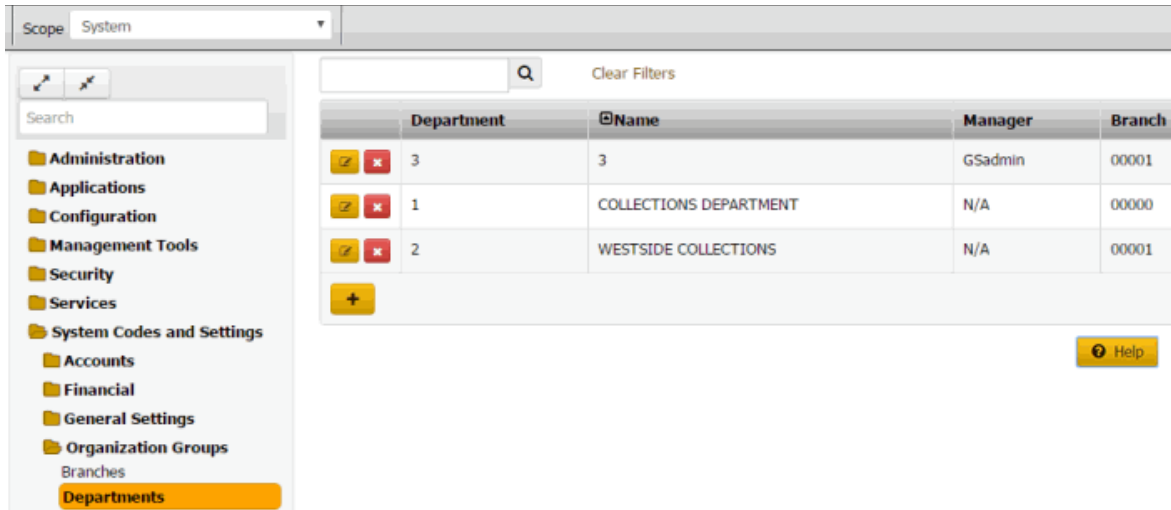 Scope System
Clear Filters
Search
Department Name Manager Branch
3 3 GSadmin 00001
1 COLLECTIONS DEPARTMENT N/A 00000
2 WESTSIDE COLLECTIONS N/A 00001
Help
Administration
Applications
Configuration
Management Tools
Security
Services
System Codes and Settings
Accounts
Financial
General Settings
Organization Groups
Branches
Departments